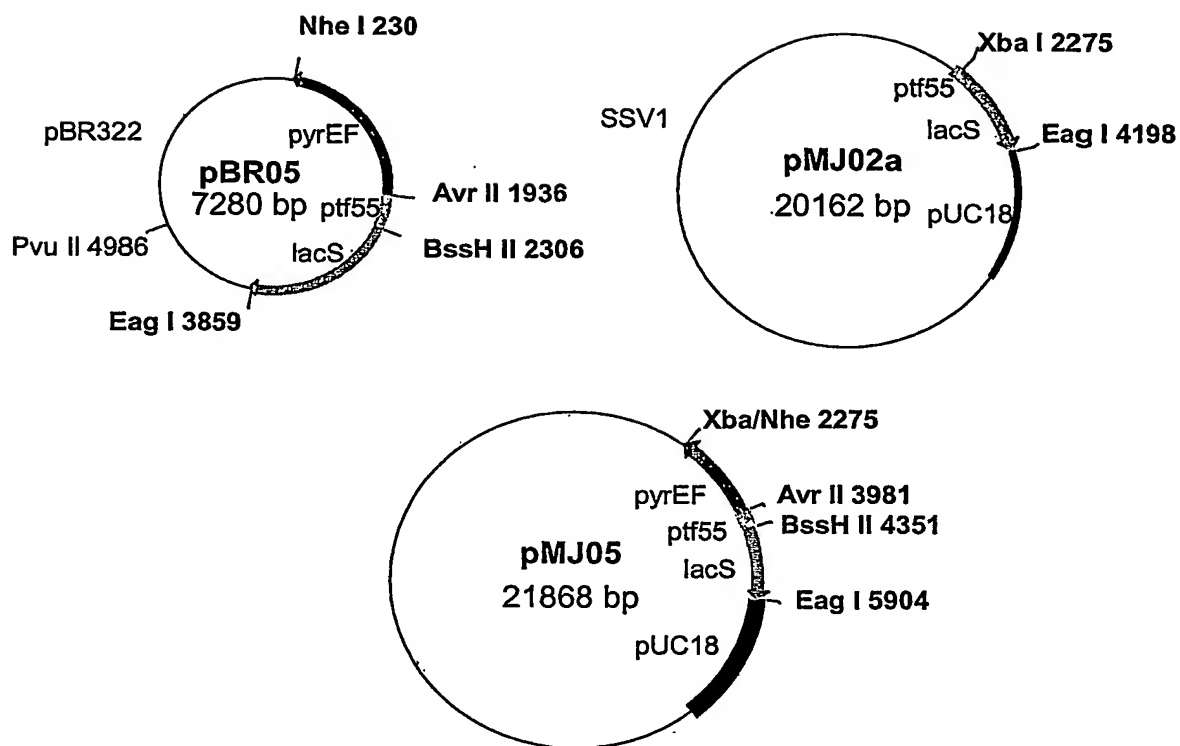 Nhe I 230
pBR322
pyrEF
pBR05
7280 bp
Avr II 1936
ptf55
Pvu II 4986
BssH II 2306
lacS
Eag I 3859
Xba I 2275
ptf55
SSV1
lacS
Eag I 4198
pMJ02a
20162 bp
pUC18
Xba/Nhe 2275
pyrEF
Avr II 3981
ptf55
BssH II 4351
pMJ05
lacS
21868 bp
Eag I 5904
pUC18